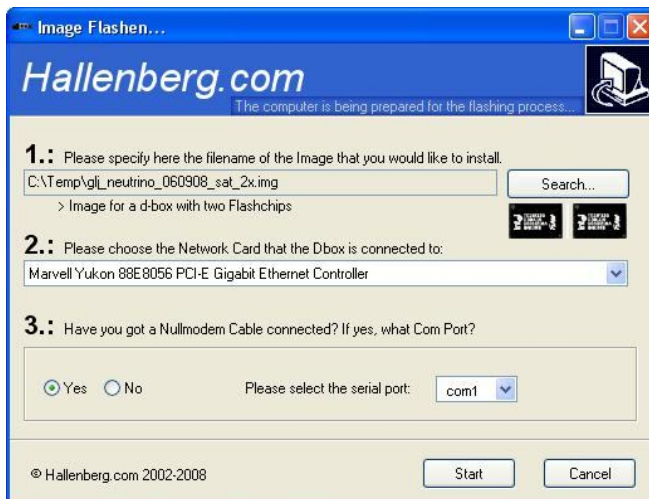 Image Flashen...
Hallenberg.com
The computer is being prepared for the flashing process...
1.: Please specify here the filename of the Image that you would like to install.
C:\Temp\glj_neutrino_060908_sat_2x.img
Search...
> Image for a d-box with two Flashchips
2.: Please choose the Network Card that the Dbox is connected to:
Marvell Yukon 88E8056 PCI-E Gigabit Ethernet Controller
3.: Have you got a Nullmodem Cable connected? If yes, what Com Port?
Yes No Please select the serial port: com1
© Hallenberg.com 2002-2008 Start Cancel